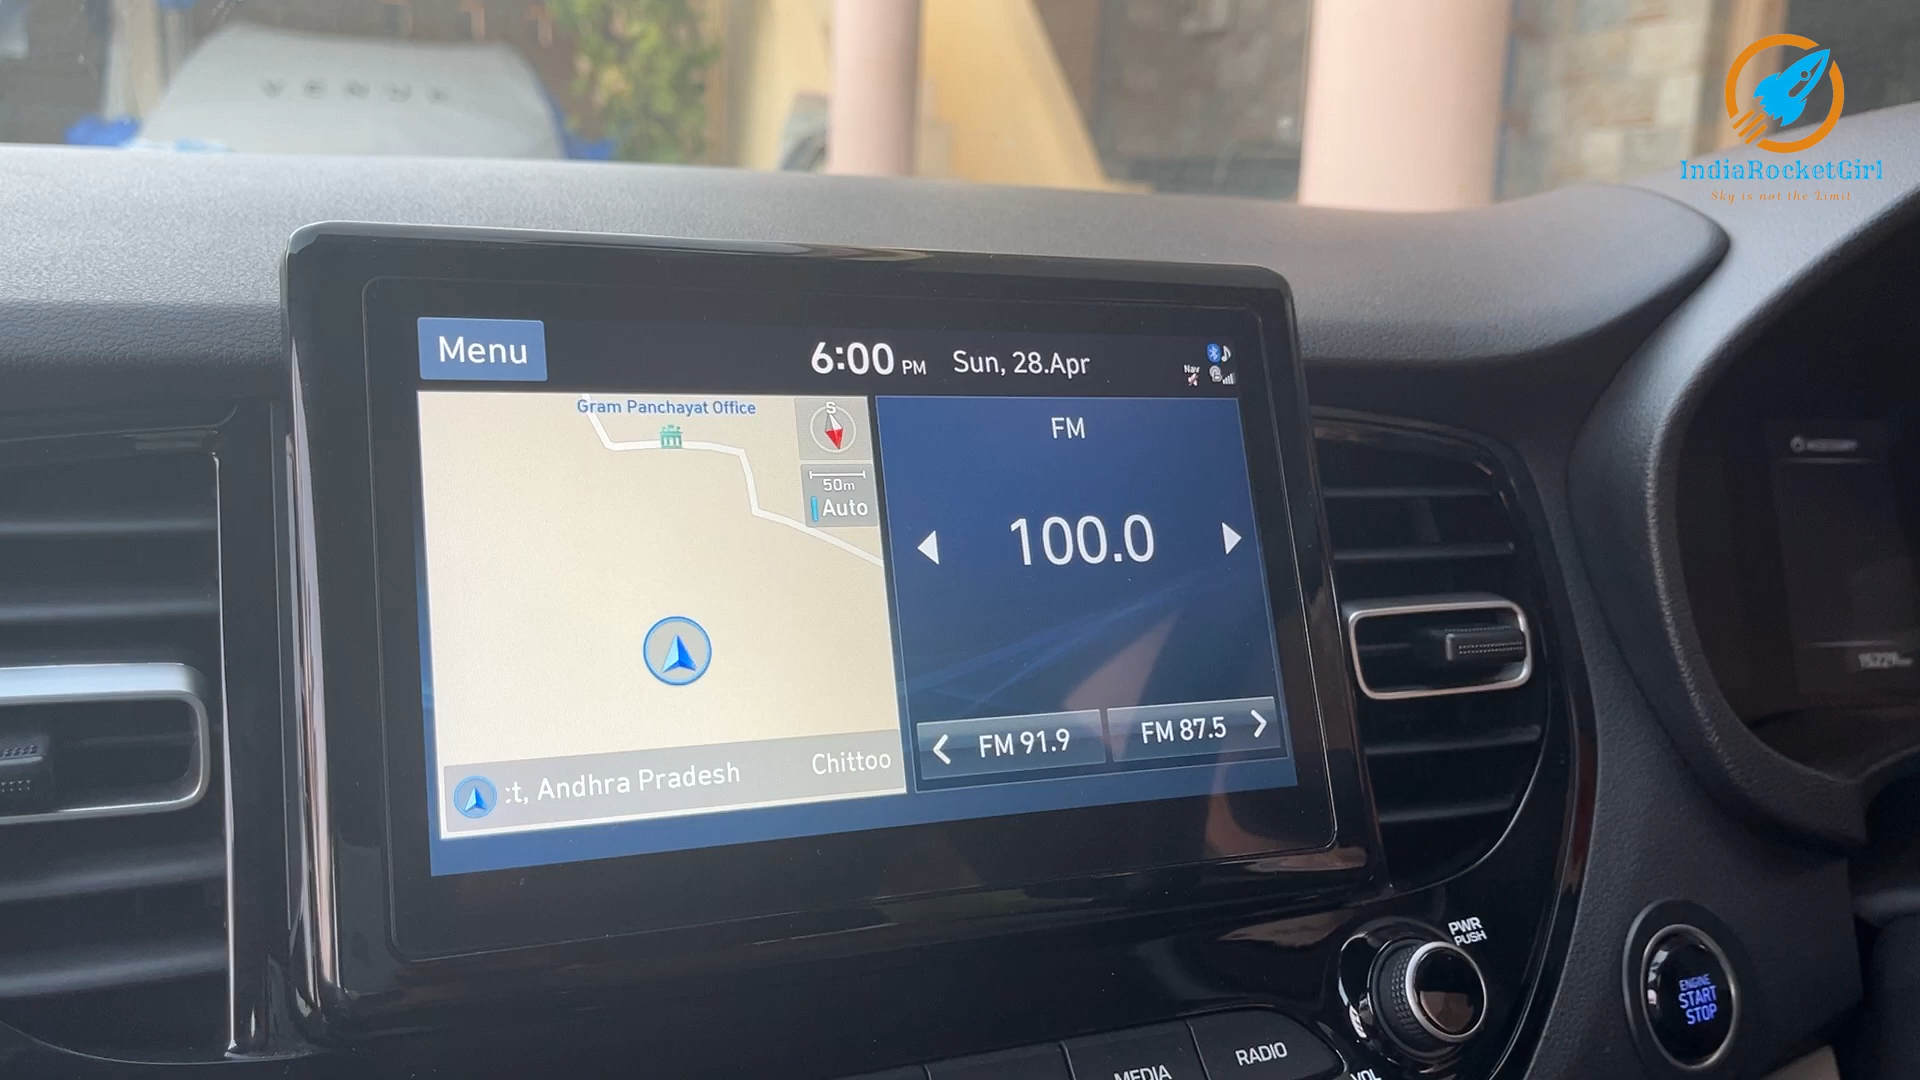 VENUE
IndiaRocketGirl
Sky is not the Limit
Menu
6:00 PM Sun, 28.Apr
Nav
Gram Panchayat Office
S
50m
Auto
FM
100.0
FM 91.9
FM 87.5
:t, Andhra Pradesh Chittoo
PWR
PUSH
ENGINE
START
STOP
MEDIA
RADIO
VOL